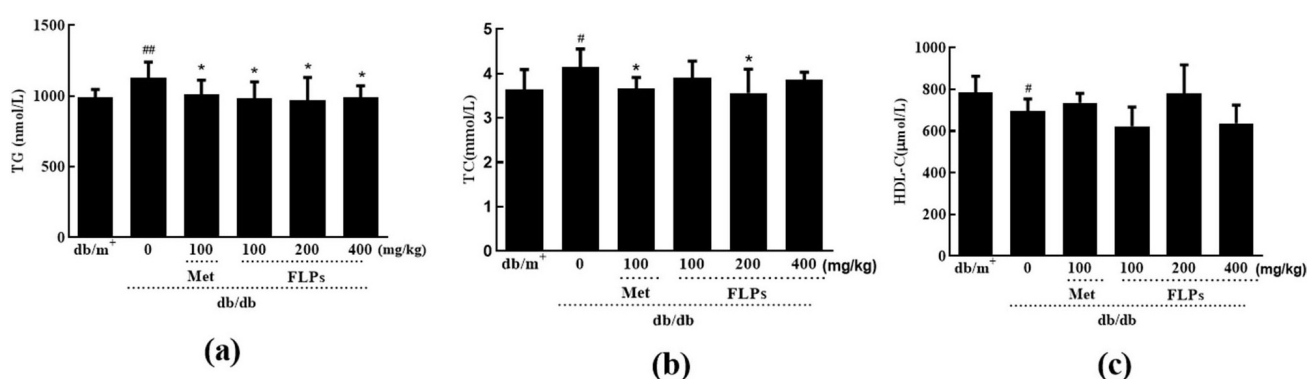 1500
1000
500
0
TG (nmol/L)
##
*
*
*
*
db/m+
0
100
100
200
400
(mg/kg)
Met
FLPs
db/db
(a)
5
4
3
2
1
0
TC(mmol/L)
#
*
*
db/m+
0
100
100
200
400
(mg/kg)
Met
FLPs
db/db
(b)
1000
800
600
400
200
0
HDL-C(μmol/L)
#
db/m+
0
100
100
200
400
(mg/kg)
Met
FLPs
db/db
(c)